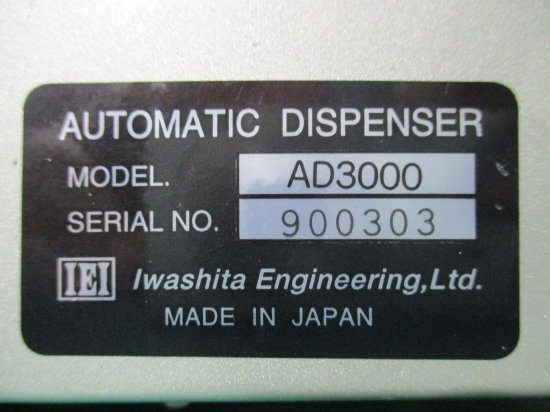 AUTOMATIC DISPENSER
MODEL. AD3000
SERIAL NO. 900303
IEI Iwashita Engineering,Ltd.
MADE IN JAPAN